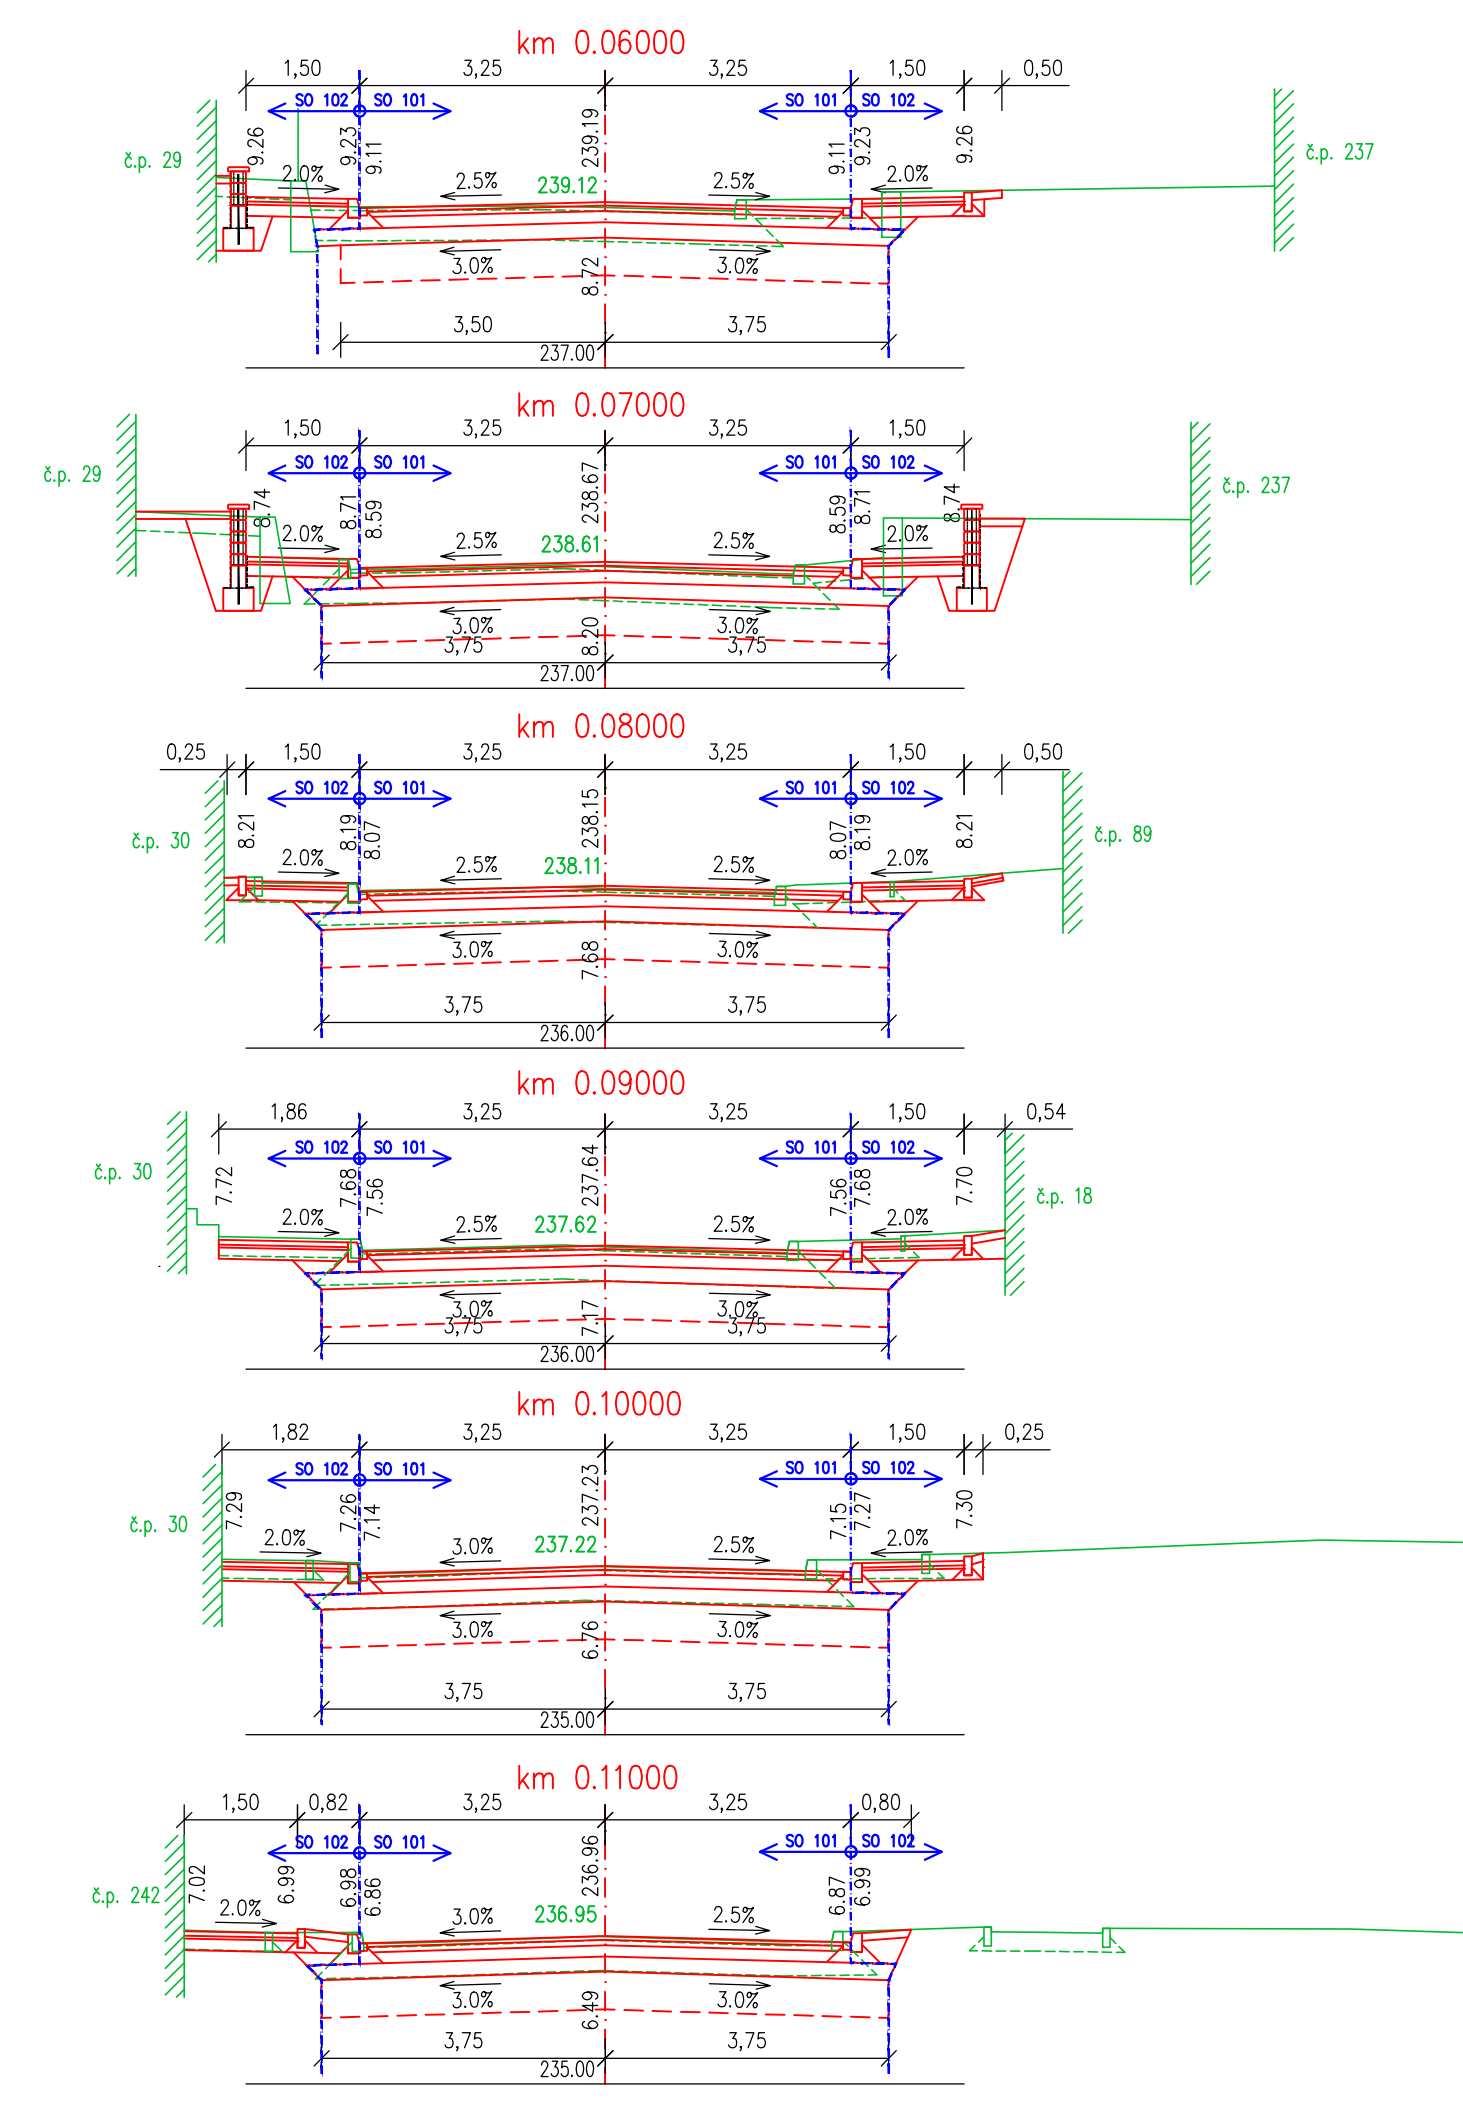 km 0.06000
1,50 3,25 3,25 1,50 0,50
SO 102 SO 101 SO 101 SO 102
č.p. 29 9.26 9.23 9.11 239.19 9.11 9.23 9.26 č.p. 237
2.0% 2.5% 239.12 2.5% 2.0%
3.0% 8.72 3.0%
3,50 3,75
237.00
km 0.07000
1,50 3,25 3,25 1,50
SO 102 SO 101 SO 101 SO 102
č.p. 29 8.74 8.71 8.59 238.67 8.59 8.71 8.74 č.p. 237
2.0% 2.5% 238.61 2.5% 2.0%
3.0% 8.20 3.0%
3,75 3,75
237.00
km 0.08000
0,25 1,50 3,25 3,25 1,50 0,50
SO 102 SO 101 SO 101 SO 102
č.p. 30 8.21 8.19 8.07 238.15 8.07 8.19 8.21 č.p. 89
2.0% 2.5% 238.11 2.5% 2.0%
3.0% 7.68 3.0%
3,75 3,75
236.00
km 0.09000
1,86 3,25 3,25 1,50 0,54
SO 102 SO 101 SO 101 SO 102
č.p. 30 7.72 7.68 7.56 237.64 7.56 7.68 7.70 č.p. 18
2.0% 2.5% 237.62 2.5% 2.0%
3.0% 7.17 3.0%
3,75 3,75
236.00
km 0.10000
1,82 3,25 3,25 1,50 0,25
SO 102 SO 101 SO 101 SO 102
č.p. 30 7.29 7.26 7.14 237.23 7.15 7.27 7.30
2.0% 3.0% 237.22 2.5% 2.0%
3.0% 6.76 3.0%
3,75 3,75
235.00
km 0.11000
1,50 0,82 3,25 3,25 0,80
SO 102 SO 101 SO 101 SO 102
č.p. 242 7.02 6.99 6.98 6.86 236.96 6.87 6.99
2.0% 3.0% 236.95 2.5%
3.0% 6.49 3.0%
3,75 3,75
235.00